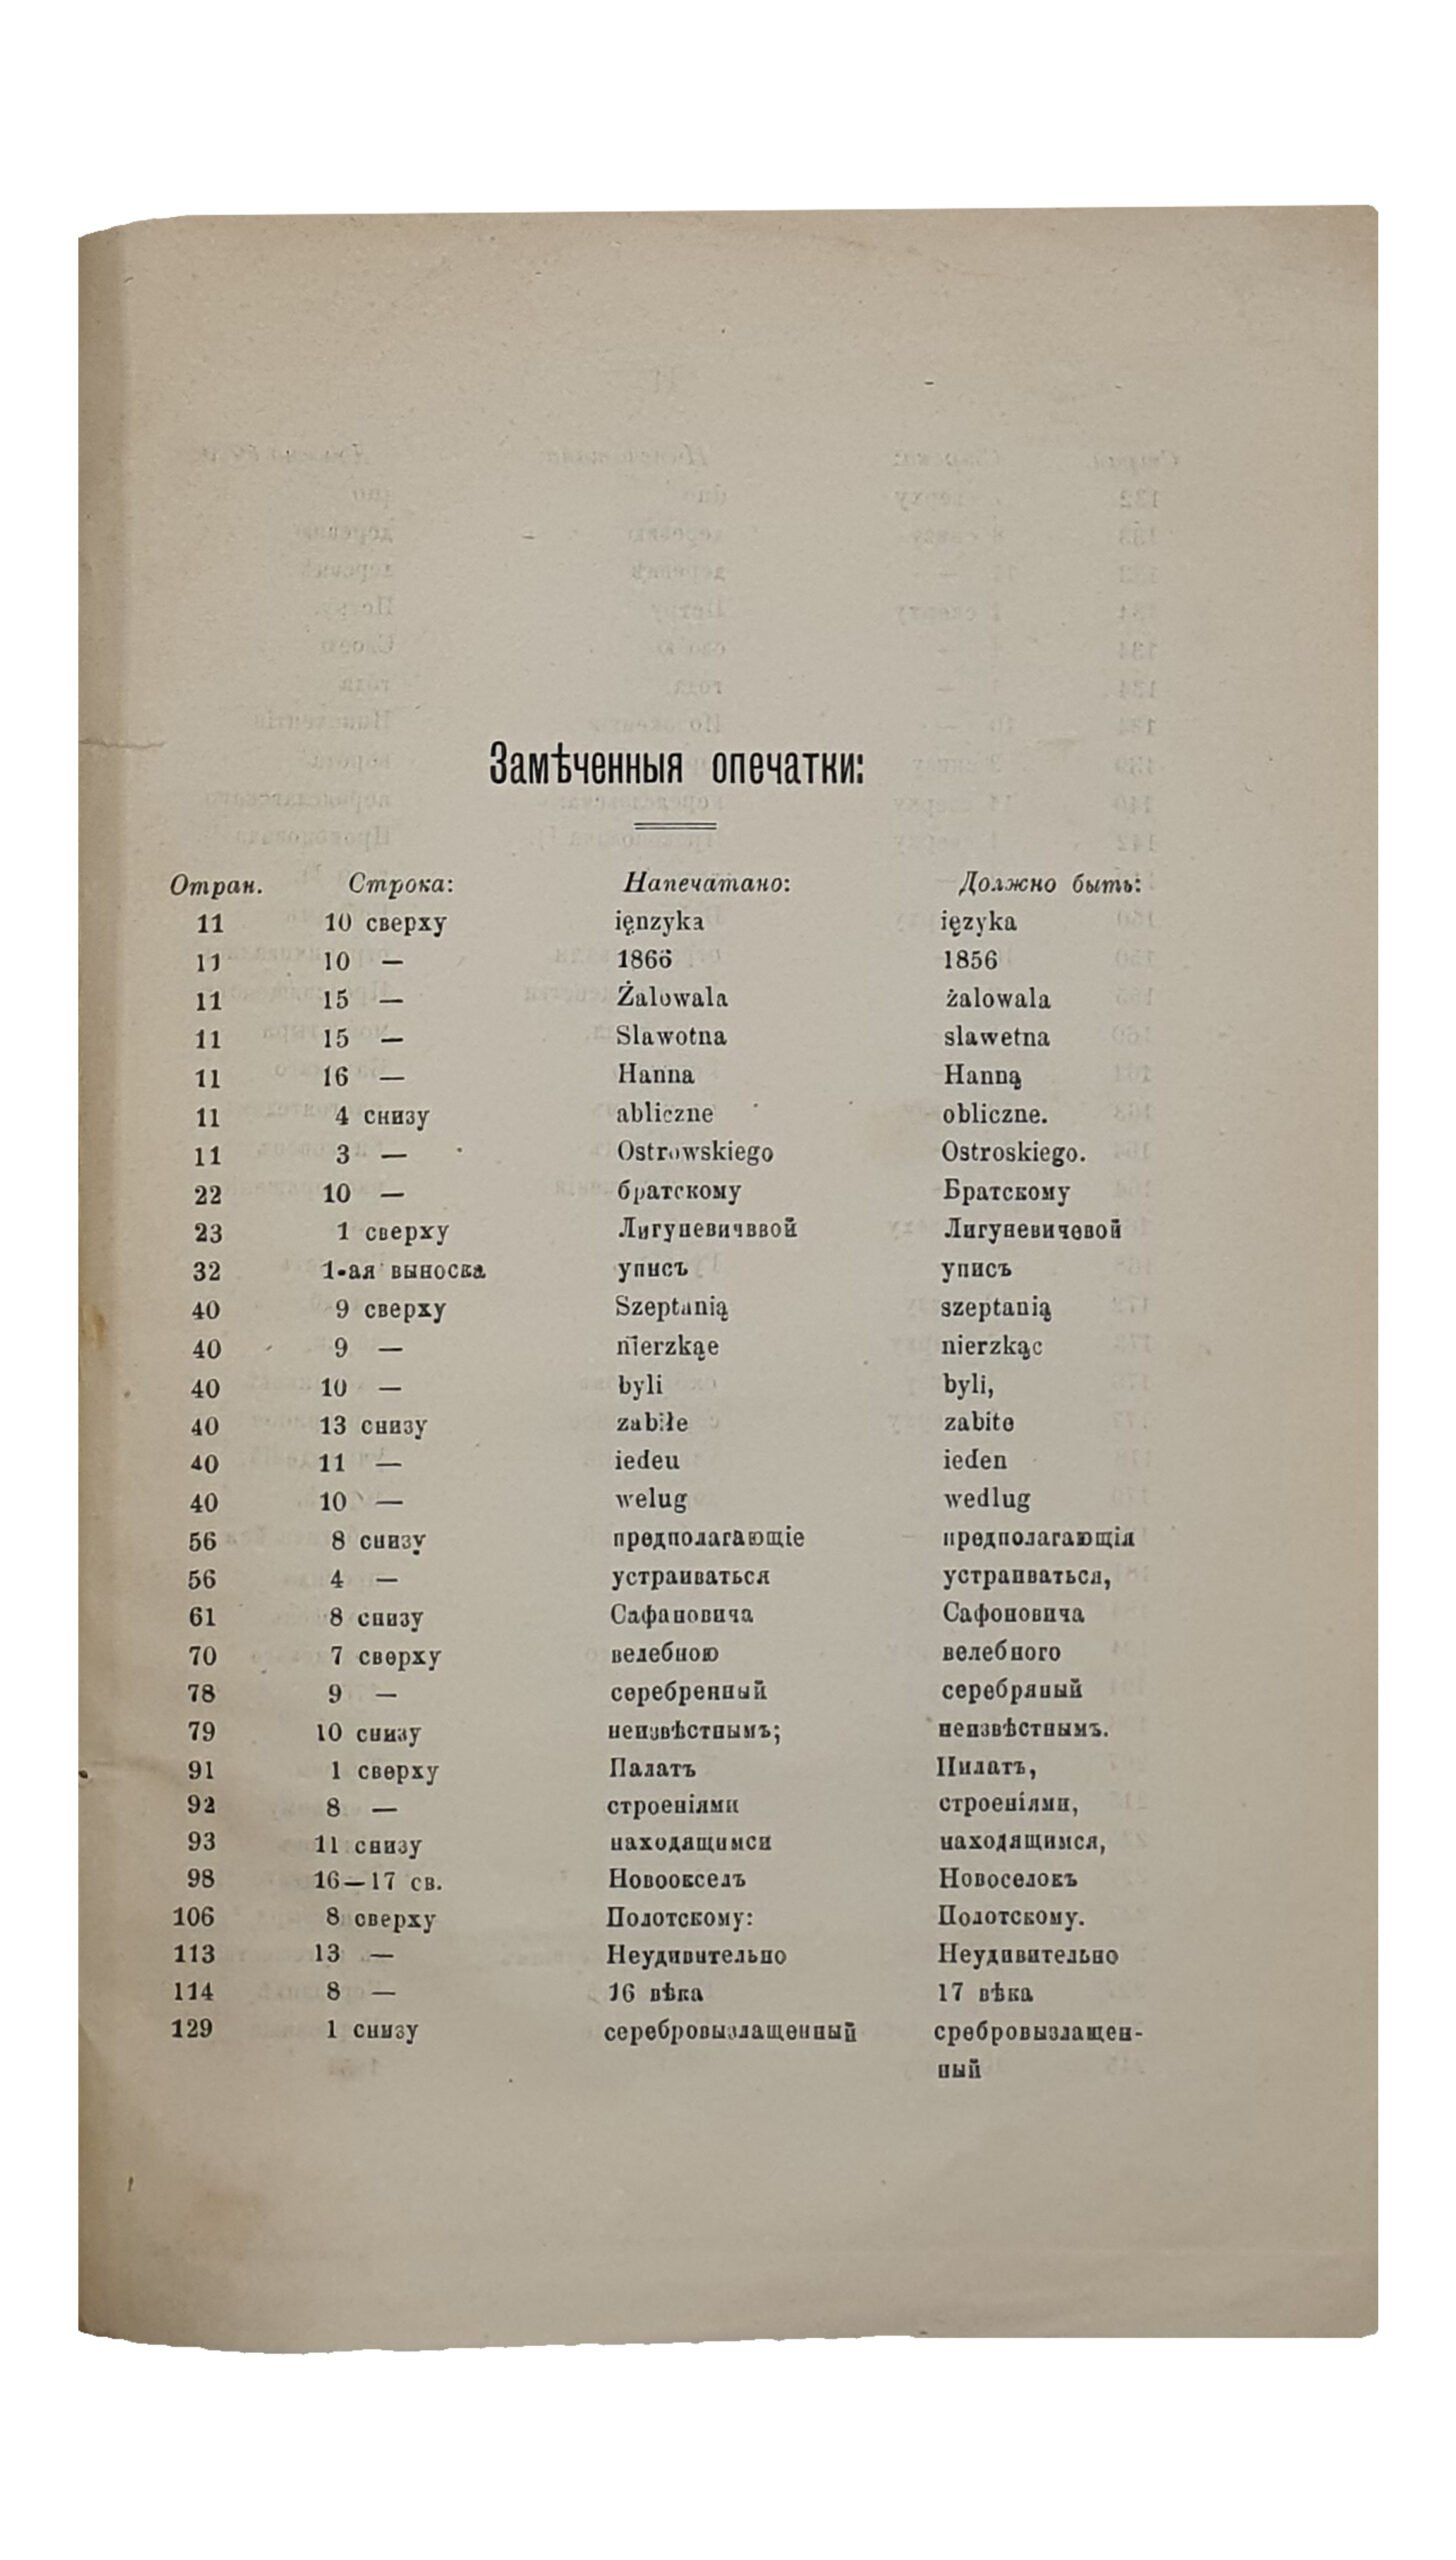 Замѣченныя опечатки:
Отран. Строка: Напечатано: Должно быть:
11 10 сверху ięnzyka ięzyka
11 10 — 1866 1856
11 15 — Żalowala żalowala
11 15 — Slawotna slawetna
11 16 — Hanna Hanną
11 4 снизу abliczne obliczne.
11 3 — Ostrowskiego Ostroskiego.
22 10 — братскому Братскому
23 1 сверху Лигуневичввой Лигуневичевой
32 1-ая выноска уписъ уписъ
40 9 сверху Szeptanią szeptanią
40 9 — nierzkąe nierzkąc
40 10 — byli byli,
40 13 снизу zabiłe zabite
40 11 — iedeu ieden
40 10 — welug wedlug
56 8 снизу предполагающіе предполагающія
56 4 — устраиваться устраиваться,
61 8 снизу Сафановича Сафоновича
70 7 сверху велебною велебного
78 9 — серебренный серебряный
79 10 снизу неизвѣстнымъ; неизвѣстнымъ.
91 1 сверху Палатъ Пилатъ,
92 8 — строеніями строеніями,
93 11 снизу находящимси находящимся,
98 16—17 св. Новоокселъ Новоселокъ
106 8 сверху Полотскому: Полотскому.
113 13 — Неудивительно Неудивительно
114 8 — 16 вѣка 17 вѣка
129 1 снизу серебровызлащенный сребровызлащен-
ный